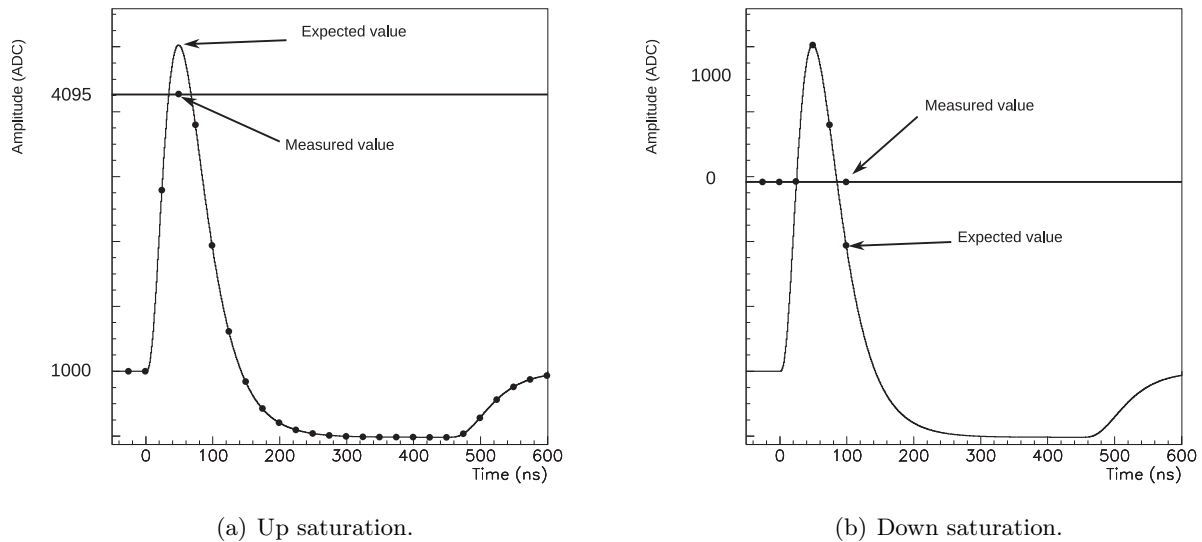 Amplitude (ADC)
Expected value
4095
Measured value
1000
0 100 200 300 400 500 600
Time (ns)
(a) Up saturation.
Amplitude (ADC)
1000
Measured value
0
Expected value
0 100 200 300 400 500 600
Time (ns)
(b) Down saturation.